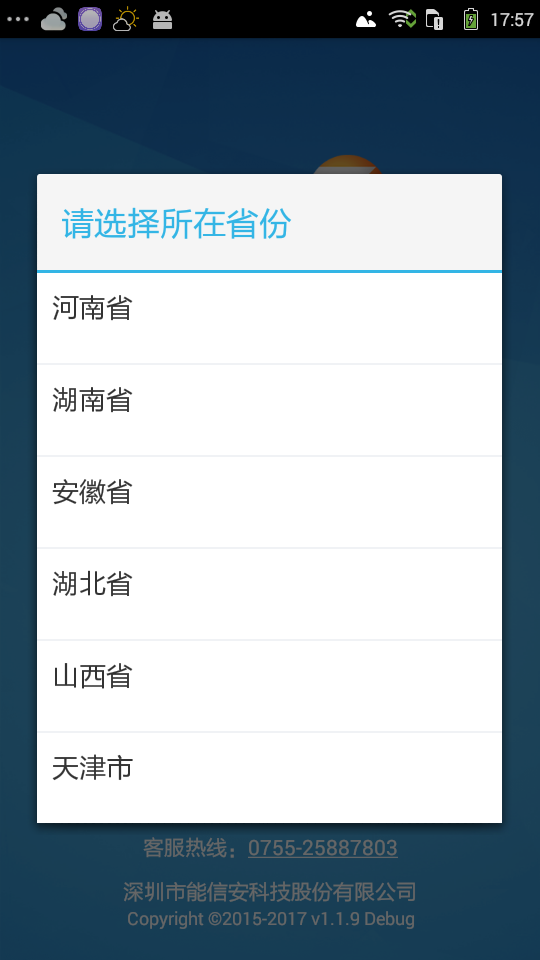 17:57
请选择所在省份
河南省
湖南省
安徽省
湖北省
山西省
天津市
客服热线：0755-25887803
深圳市能信安科技股份有限公司
Copyright ©2015-2017 v1.1.9 Debug